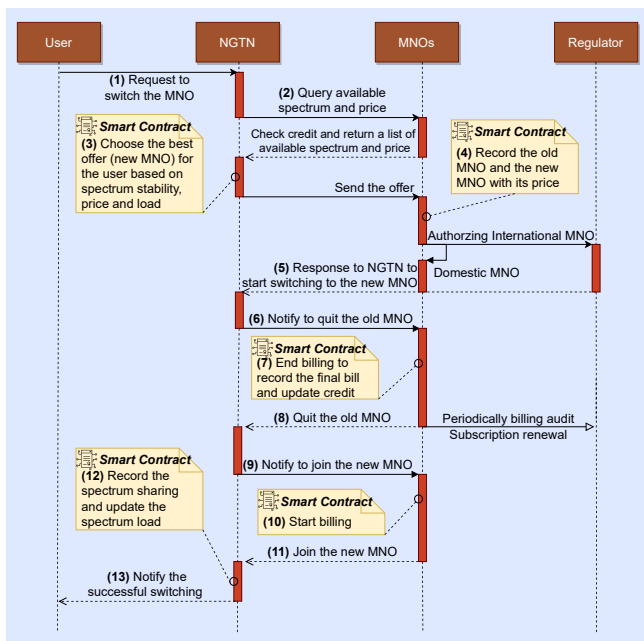 User
NGTN
MNOs
Regulator
(1) Request to
switch the MNO
(2) Query available
spectrum and price
Smart Contract
(3) Choose the best
offer (new MNO) for
the user based on
spectrum stability,
price and load
Check credit and return a list of
available spectrum and price
Smart Contract
(4) Record the old
MNO and the new
MNO with its price
Send the offer
Authorzing International MNO
Domestic MNO
(5) Response to NGTN to
start switching to the new MNO
(6) Notify to quit the old MNO
Smart Contract
(7) End billing to
record the final bill
and update credit
(8) Quit the old MNO
Periodically billing audit
Subscription renewal
(9) Notify to join the new MNO
Smart Contract
(12) Record the
spectrum sharing
and update the
spectrum load
Smart Contract
(10) Start billing
(11) Join the new MNO
(13) Notify the
successful switching